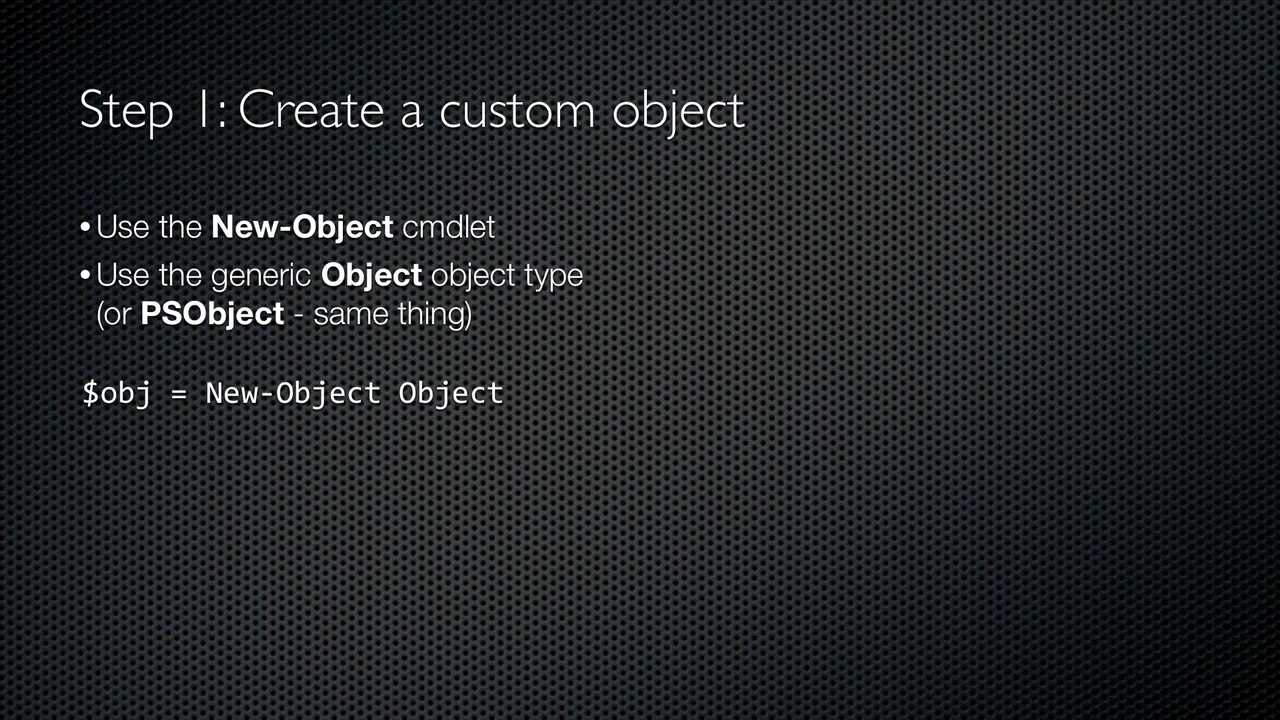 Step 1: Create a custom object
•Use the New-Object cmdlet
•Use the generic Object object type
(or PSObject - same thing)
$obj = New-Object Object